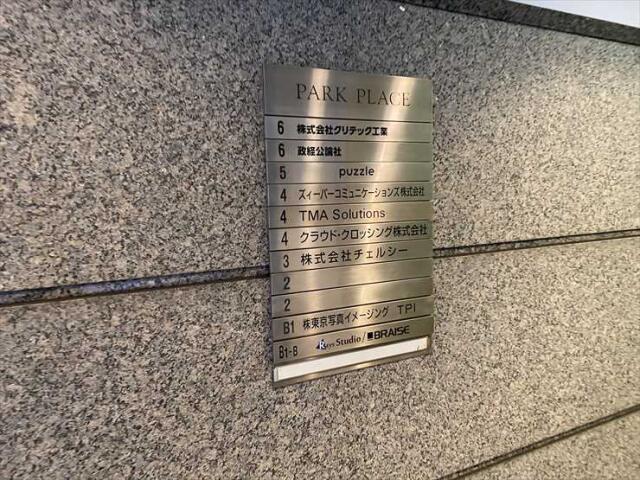 PARK PLACE
6 株式会社クリテック工業
6 政経公論社
5 puzzle
4 ズィーバーコミュニケーションズ株式会社
4 TMA Solutions
4 クラウド・クロッシング株式会社
3 株式会社チェルシー
2
2
B1 株東京写真イメージング TPI
B1-B Rays Studio/BRAISE